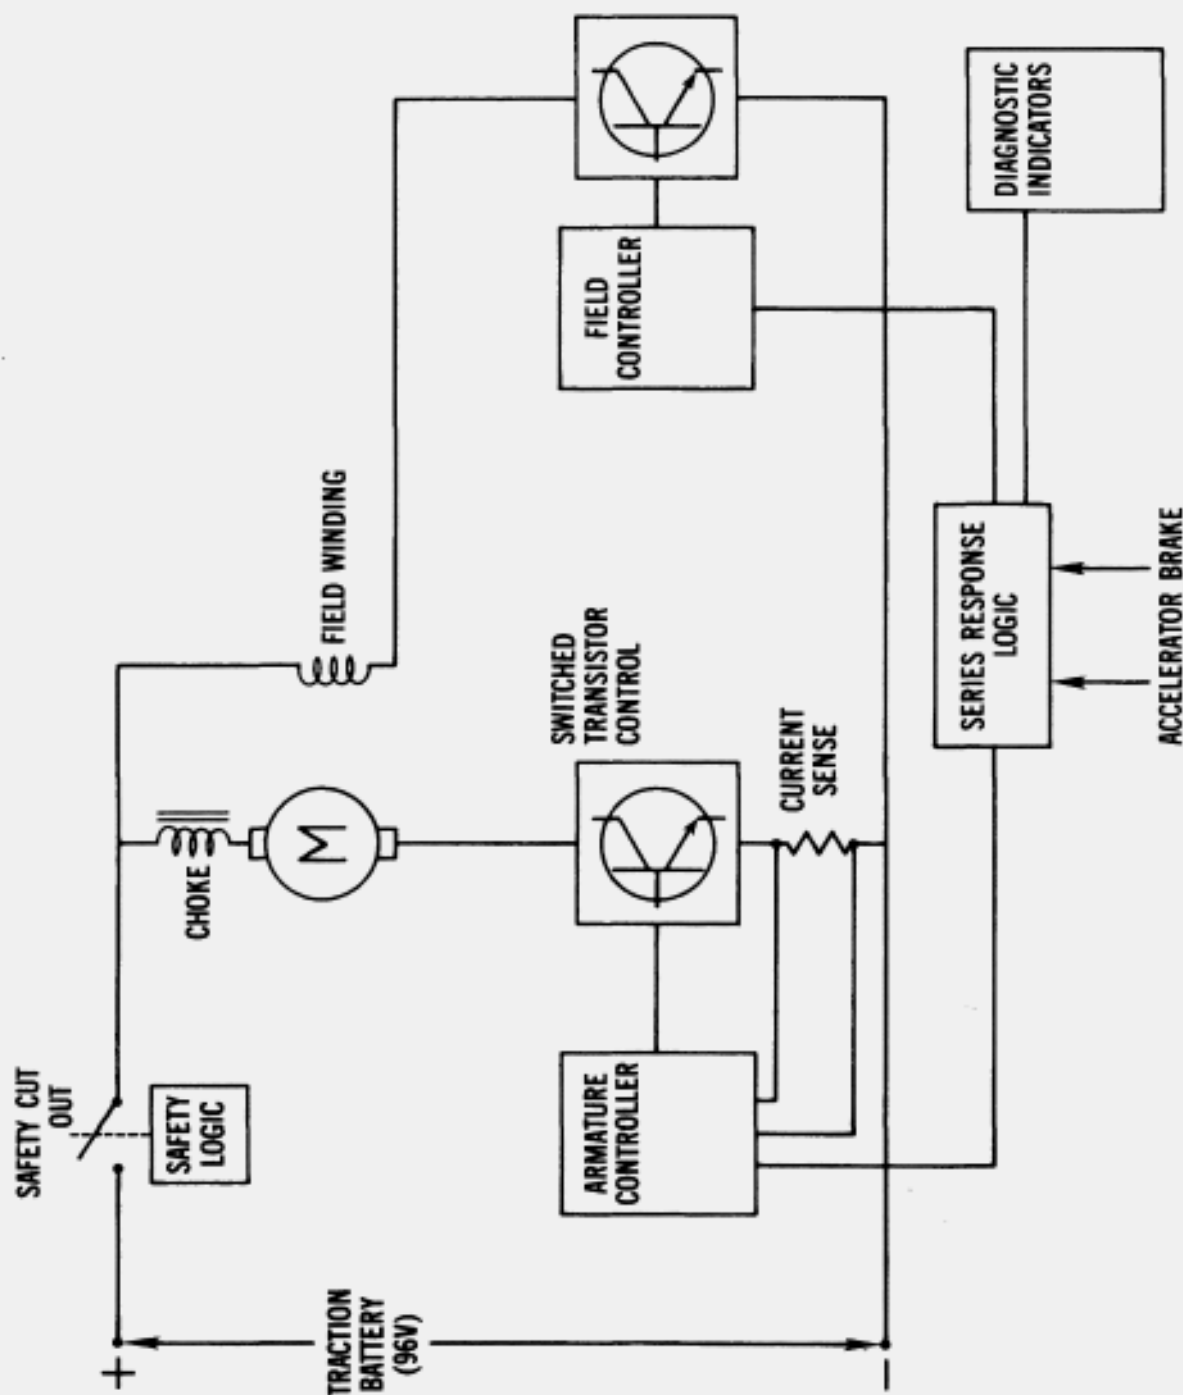 SAFETY CUT
OUT
SAFETY
LOGIC
TRACTION
BATTERY
(96V)
+
−
CHOKE
M
FIELD WINDING
SWITCHED
TRANSISTOR
CONTROL
CURRENT
SENSE
ARMATURE
CONTROLLER
FIELD
CONTROLLER
SERIES RESPONSE
LOGIC
ACCELERATOR BRAKE
DIAGNOSTIC
INDICATORS